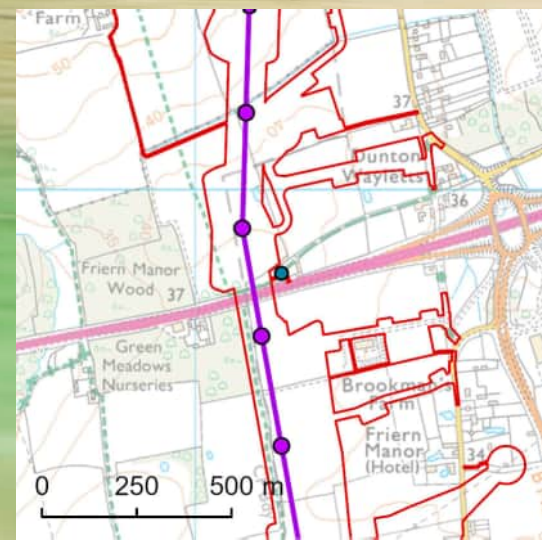 Farm
50
40
40
37
Dunton
Wayletts
36
Friern Manor
Wood
37
Green
Meadows
Nurseries
Brookman's
Farm
Friern
Manor
(Hotel)
34
0 250 500 m